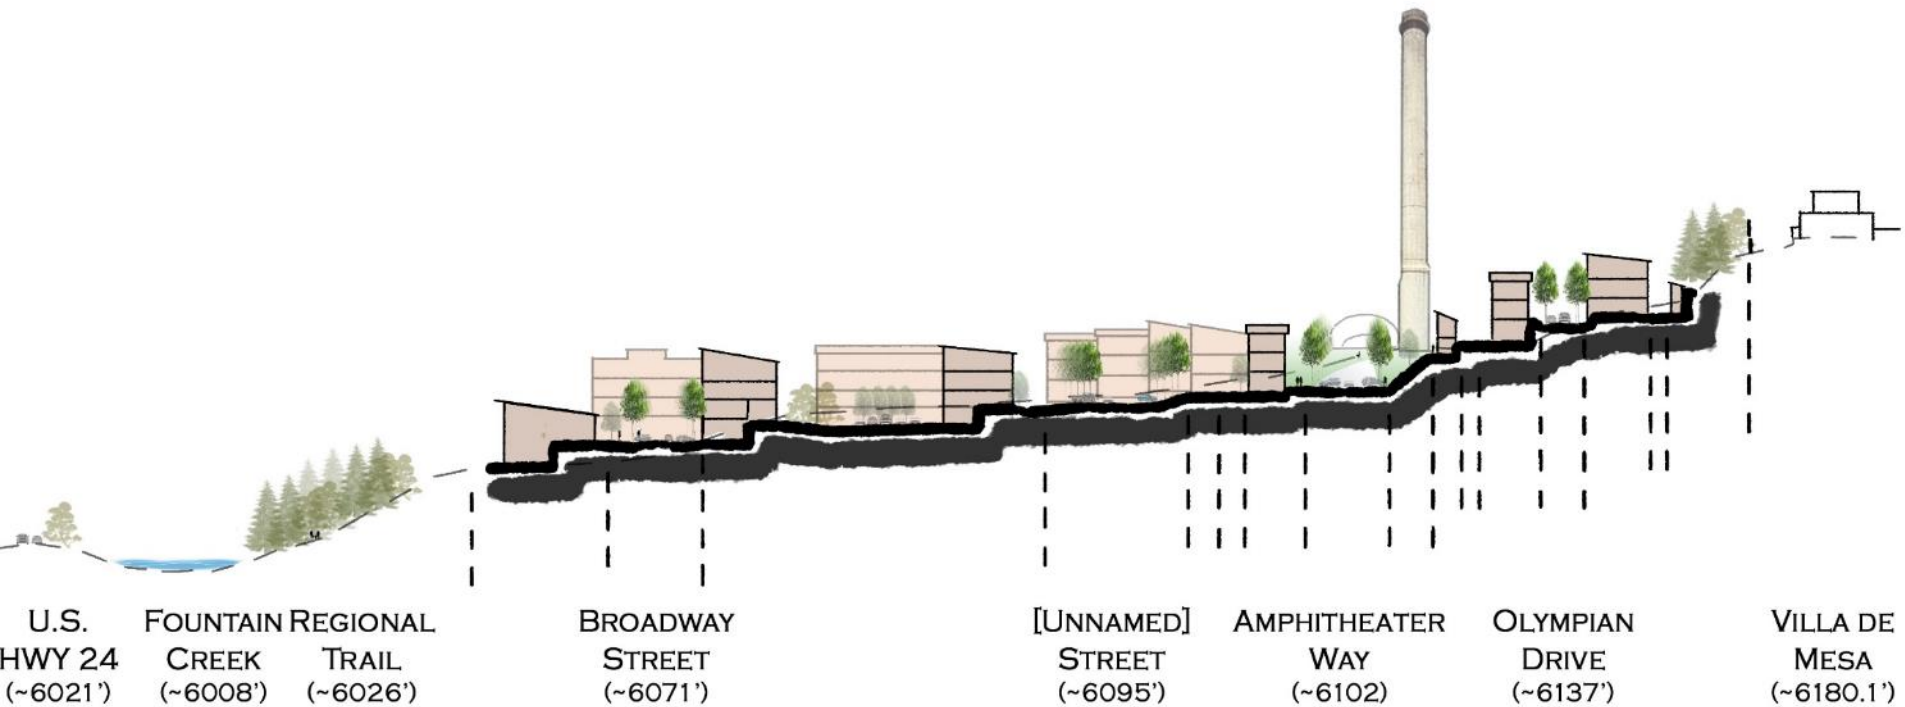 U.S.
HWY 24
(~6021')
FOUNTAIN
CREEK
(~6008')
REGIONAL
TRAIL
(~6026')
BROADWAY
STREET
(~6071')
[UNNAMED]
STREET
(~6095')
AMPHITHEATER
WAY
(~6102)
OLYMPIAN
DRIVE
(~6137')
VILLA DE
MESA
(~6180.1')